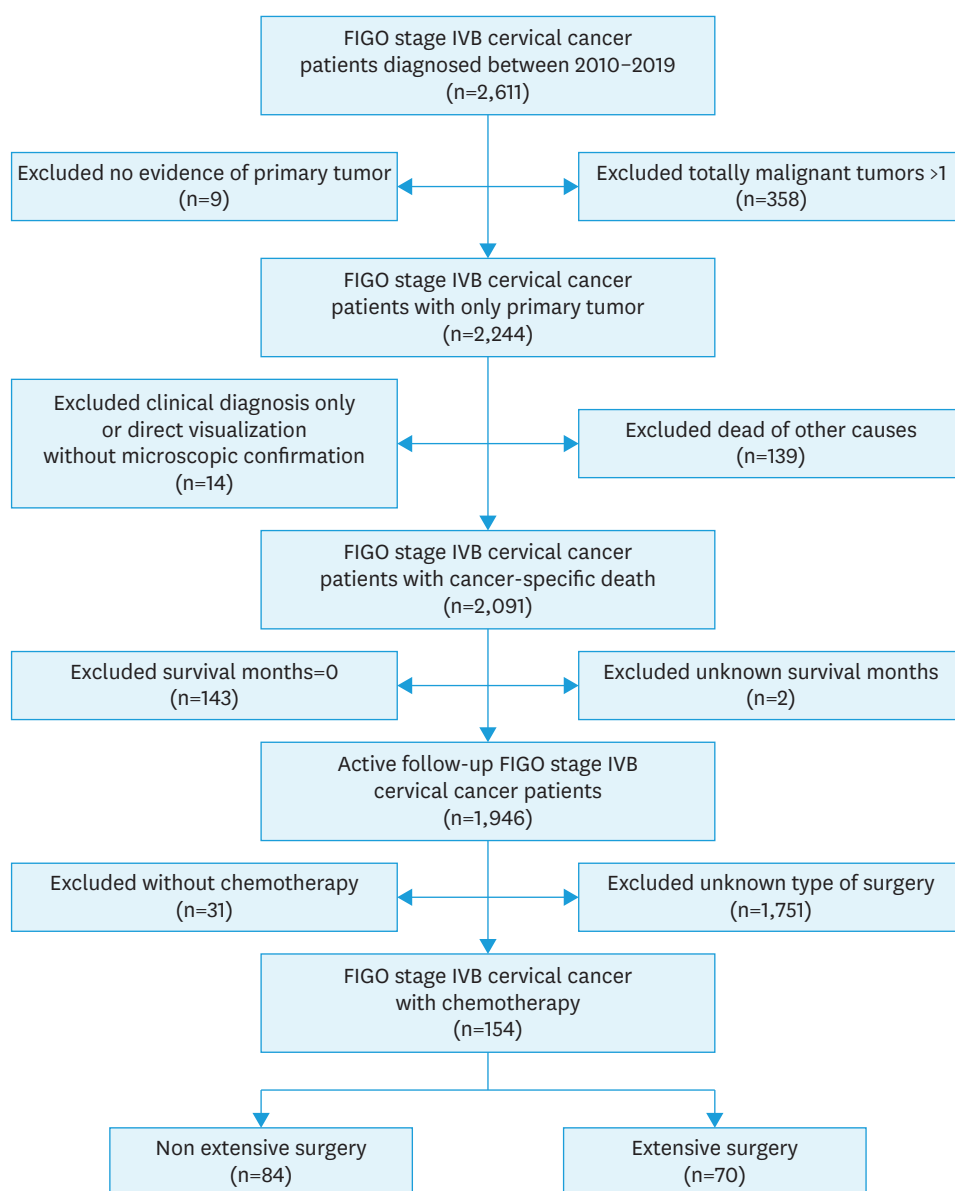 FIGO stage IVB cervical cancer
patients diagnosed between 2010–2019
(n=2,611)
Excluded no evidence of primary tumor
(n=9)
Excluded totally malignant tumors >1
(n=358)
FIGO stage IVB cervical cancer
patients with only primary tumor
(n=2,244)
Excluded clinical diagnosis only
or direct visualization
without microscopic confirmation
(n=14)
Excluded dead of other causes
(n=139)
FIGO stage IVB cervical cancer
patients with cancer-specific death
(n=2,091)
Excluded survival months=0
(n=143)
Excluded unknown survival months
(n=2)
Active follow-up FIGO stage IVB
cervical cancer patients
(n=1,946)
Excluded without chemotherapy
(n=31)
Excluded unknown type of surgery
(n=1,751)
FIGO stage IVB cervical cancer
with chemotherapy
(n=154)
Non extensive surgery
(n=84)
Extensive surgery
(n=70)